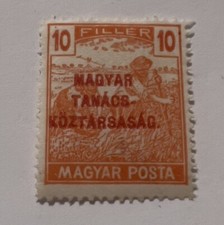 10 FILLÉR 10
MAGYAR
TANÁCS-
KÖZTÁRSASÁG.
MAGYAR POSTA